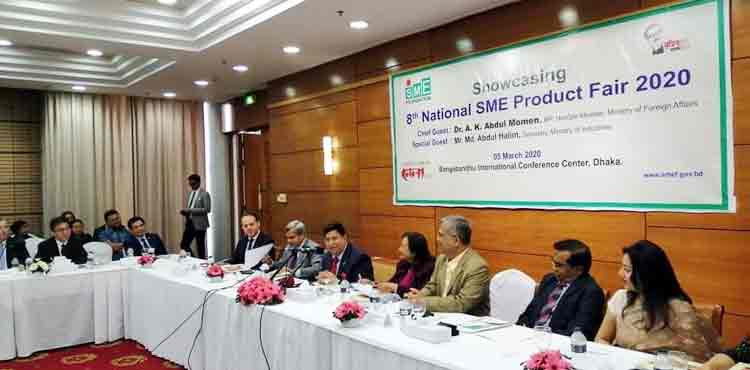 SME
FOUNDATION
Showcasing
8th National SME Product Fair 2020
Chief Guest : Dr. A. K. Abdul Momen, MP, Hon'ble Minister, Ministry of Foreign Affairs
Special Guest : Mr. Md. Abdul Halim, Secretary, Ministry of Industries
05 March 2020
Bangabandhu International Conference Center, Dhaka.
www.smef.gov.bd